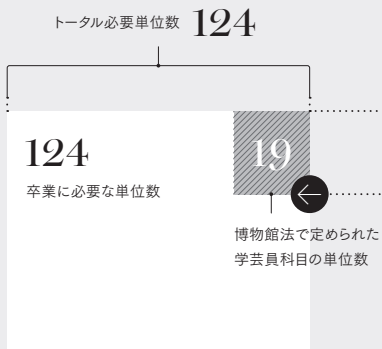 トータル必要単位数 124
124
卒業に必要な単位数
19
博物館法で定められた
学芸員科目の単位数